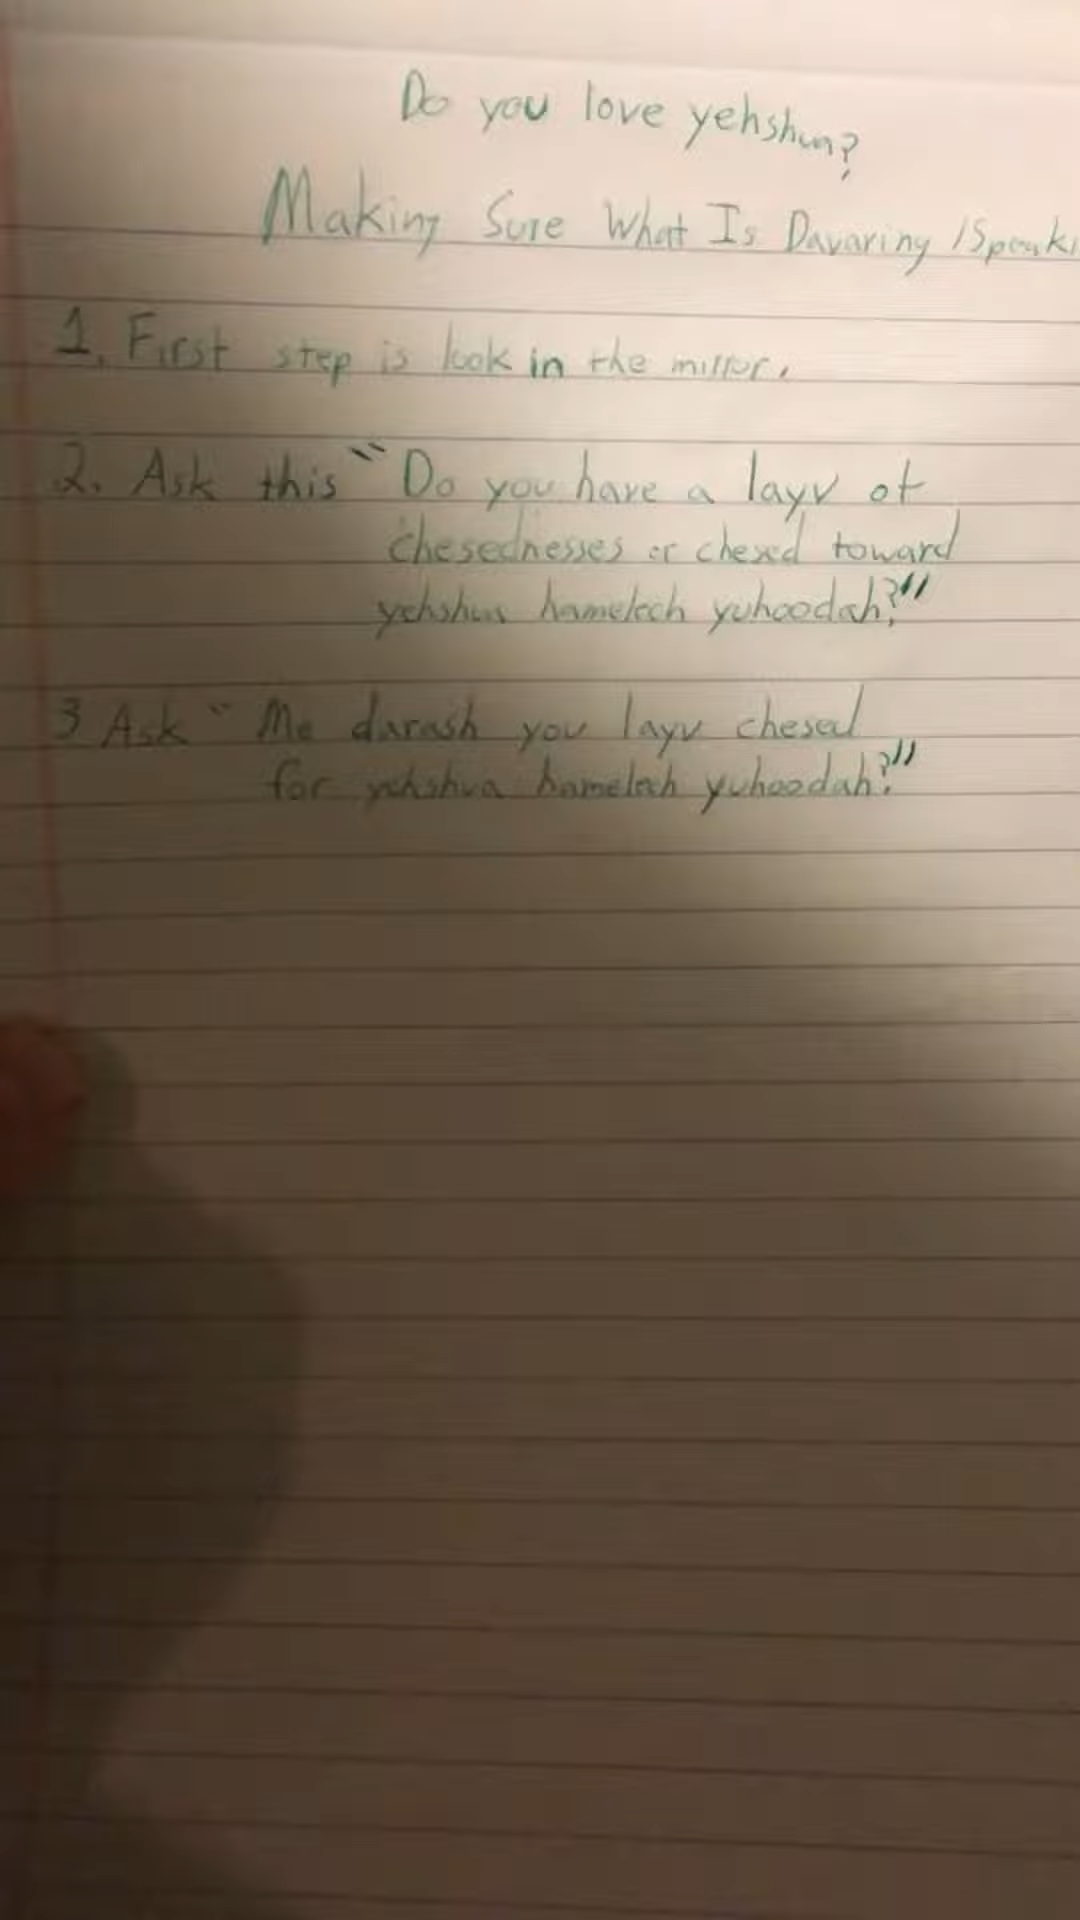 Do you love yehshua?
Making Sure What Is Davaring /Speaki
1. First step is look in the mirror.
2. Ask this "Do you have a layv of
chesednesses or chesed toward
yehshua hamelech yuhoodah?"
3 Ask " Me darash you layv chesed
for yehshua hamelech yuhoodah?"